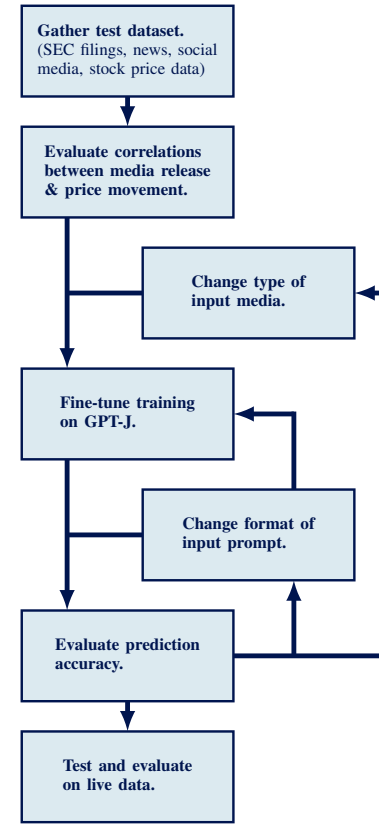 Gather test dataset.
(SEC filings, news, social
media, stock price data)
Evaluate correlations
between media release
& price movement.
Change type of
input media.
Fine-tune training
on GPT-J.
Change format of
input prompt.
Evaluate prediction
accuracy.
Test and evaluate
on live data.